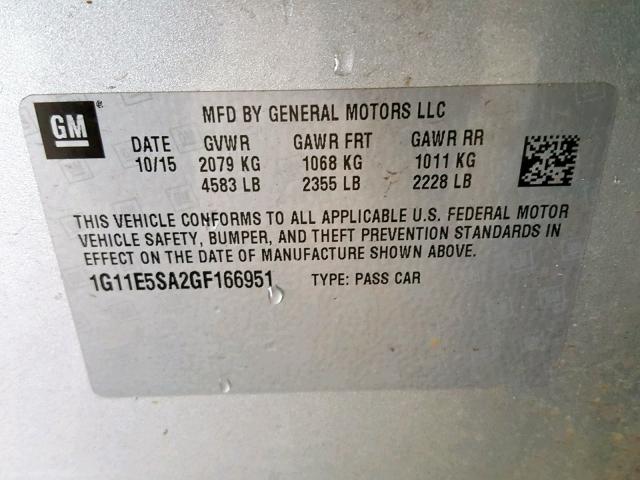 GM®
MFD BY GENERAL MOTORS LLC
DATE GVWR GAWR FRT GAWR RR
10/15 2079 KG 1068 KG 1011 KG
4583 LB 2355 LB 2228 LB
THIS VEHICLE CONFORMS TO ALL APPLICABLE U.S. FEDERAL MOTOR
VEHICLE SAFETY, BUMPER, AND THEFT PREVENTION STANDARDS IN
EFFECT ON THE DATE OF MANUFACTURE SHOWN ABOVE.
1G11E5SA2GF166951 TYPE: PASS CAR